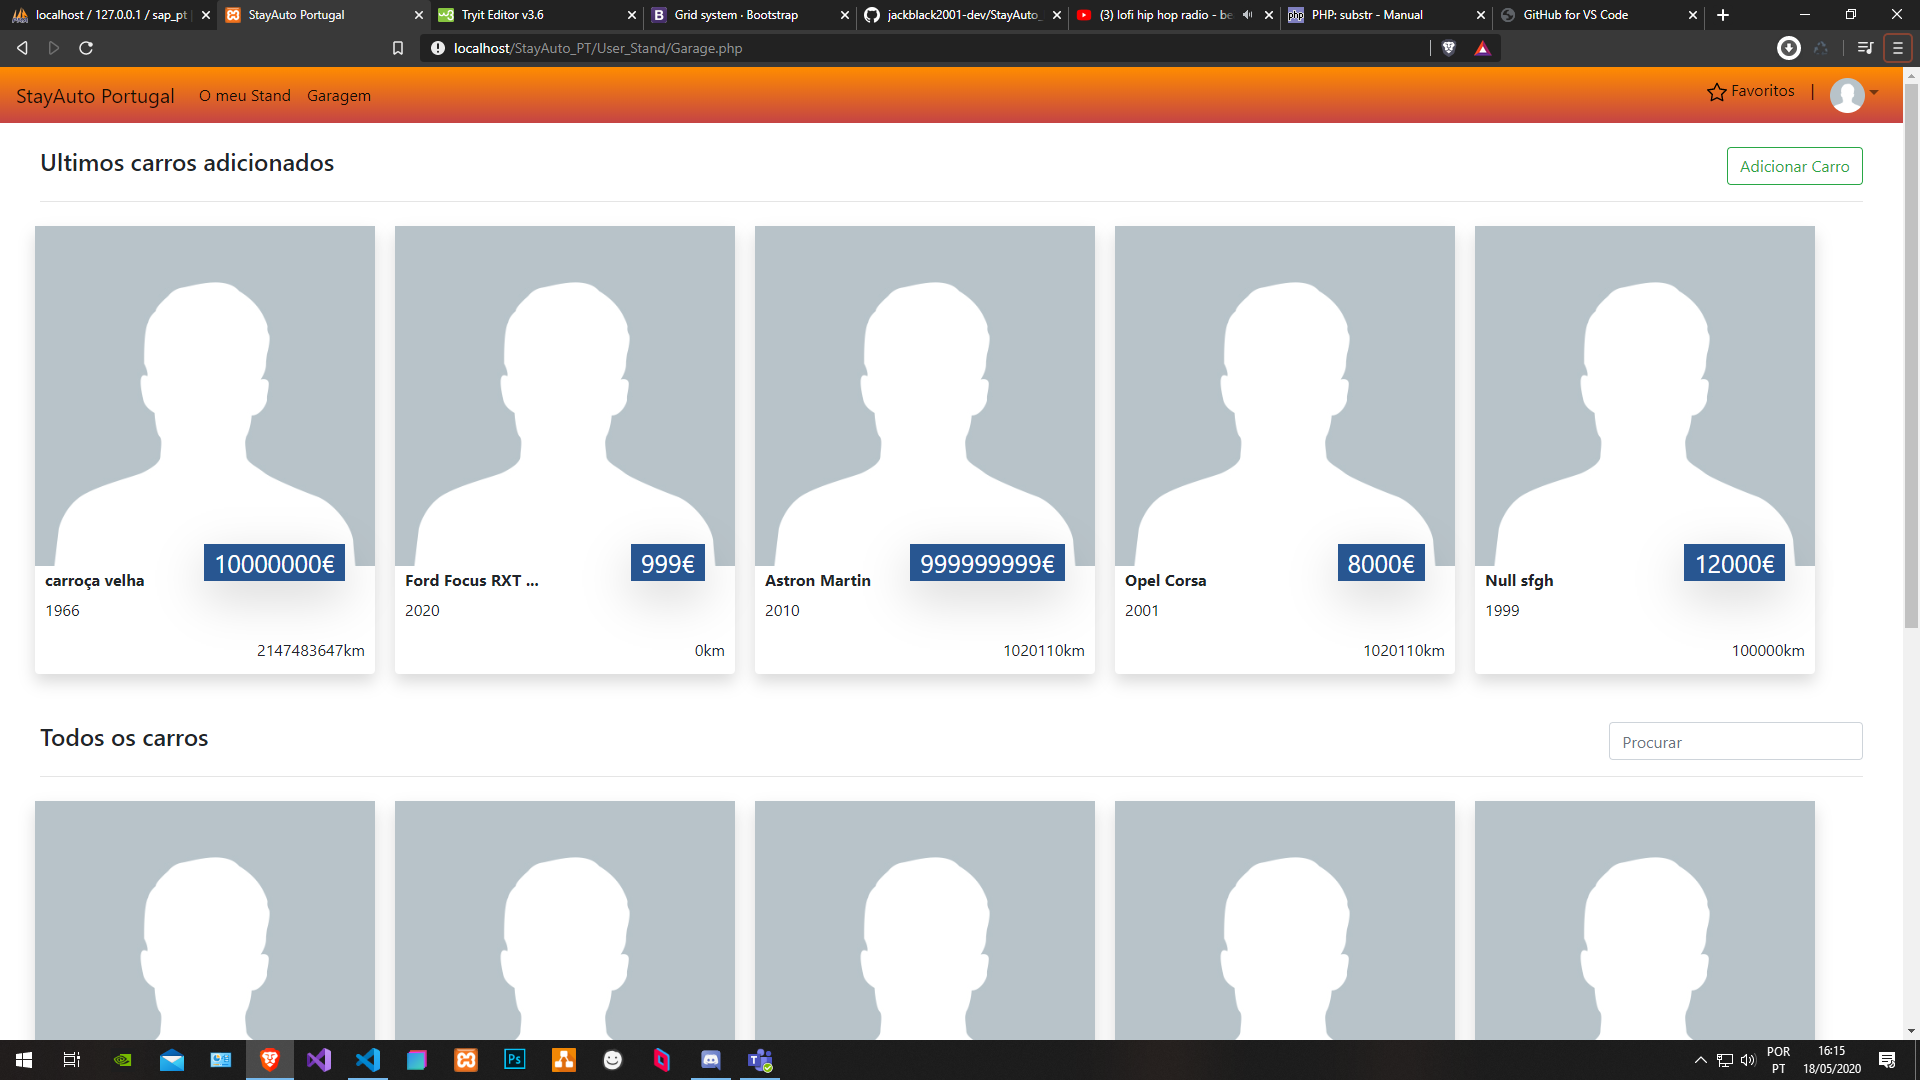 localhost / 127.0.0.1 / sap_pt
StayAuto Portugal
Tryit Editor v3.6
Grid system · Bootstrap
jackblack2001-dev/StayAuto_
(3) lofi hip hop radio - be
PHP: substr - Manual
GitHub for VS Code
localhost/StayAuto_PT/User_Stand/Garage.php
StayAuto Portugal O meu Stand Garagem Favoritos |
Ultimos carros adicionados
Adicionar Carro
10000000€
carroça velha
1966
2147483647km
999€
Ford Focus RXT ...
2020
0km
999999999€
Astron Martin
2010
1020110km
8000€
Opel Corsa
2001
1020110km
12000€
Null sfgh
1999
100000km
Todos os carros
Procurar
Ps
POR
PT
16:15
18/05/2020